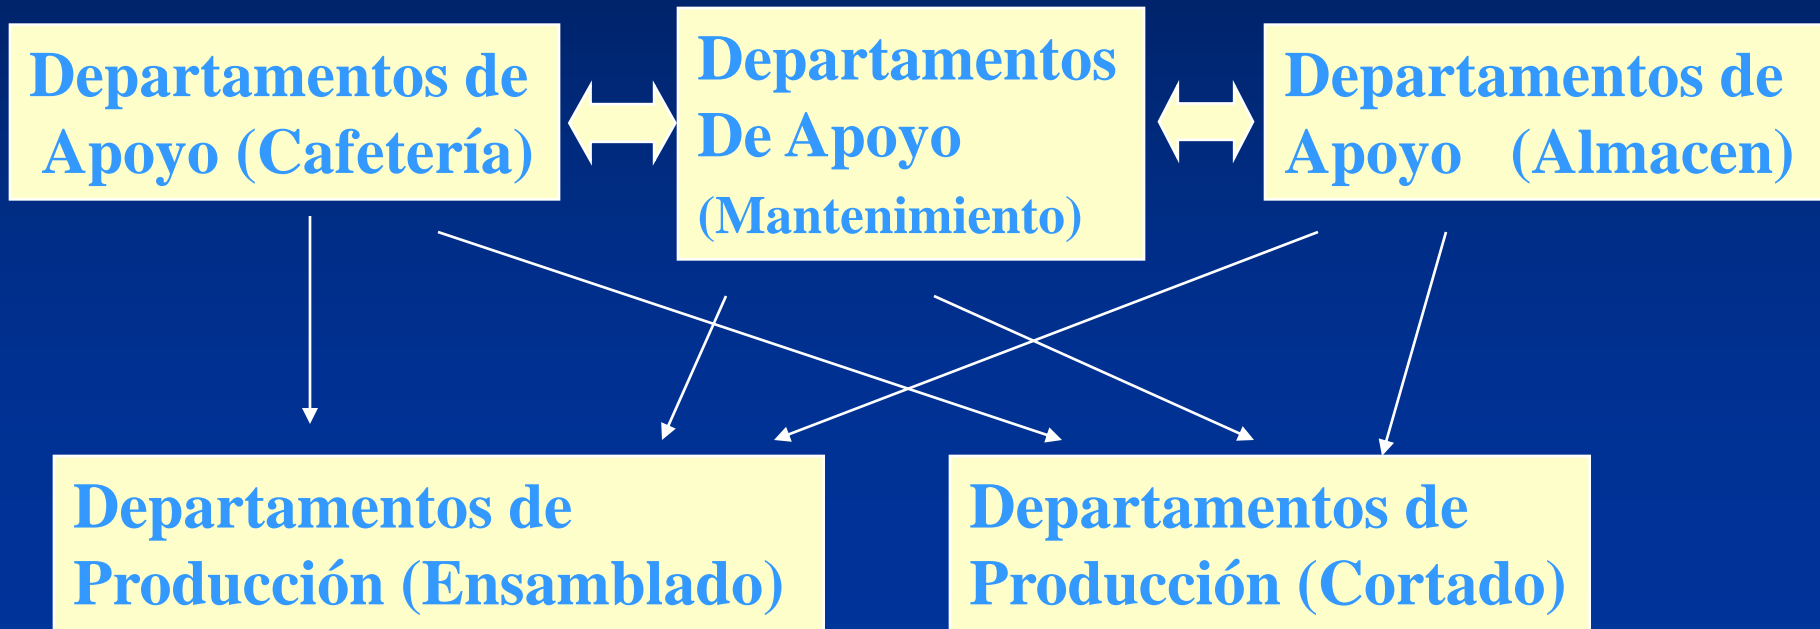 Departamentos de
Apoyo (Cafetería)
Departamentos
De Apoyo
(Mantenimiento)
Departamentos de
Apoyo (Almacen)
Departamentos de
Producción (Ensamblado)
Departamentos de
Producción (Cortado)